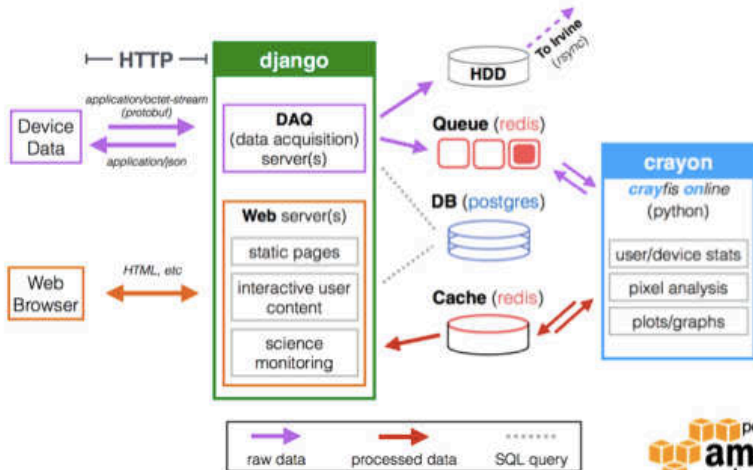 HTTP
django
To Irvine
(rsync)
HDD
application/octet-stream
(protobuf)
Device
Data
application/json
DAQ
(data acquisition)
server(s)
Queue (redis)
crayon
crayfis online
(python)
user/device stats
pixel analysis
plots/graphs
DB (postgres)
Web server(s)
static pages
interactive user
content
science
monitoring
Web
Browser
HTML, etc
Cache (redis)
raw data
processed data
SQL query